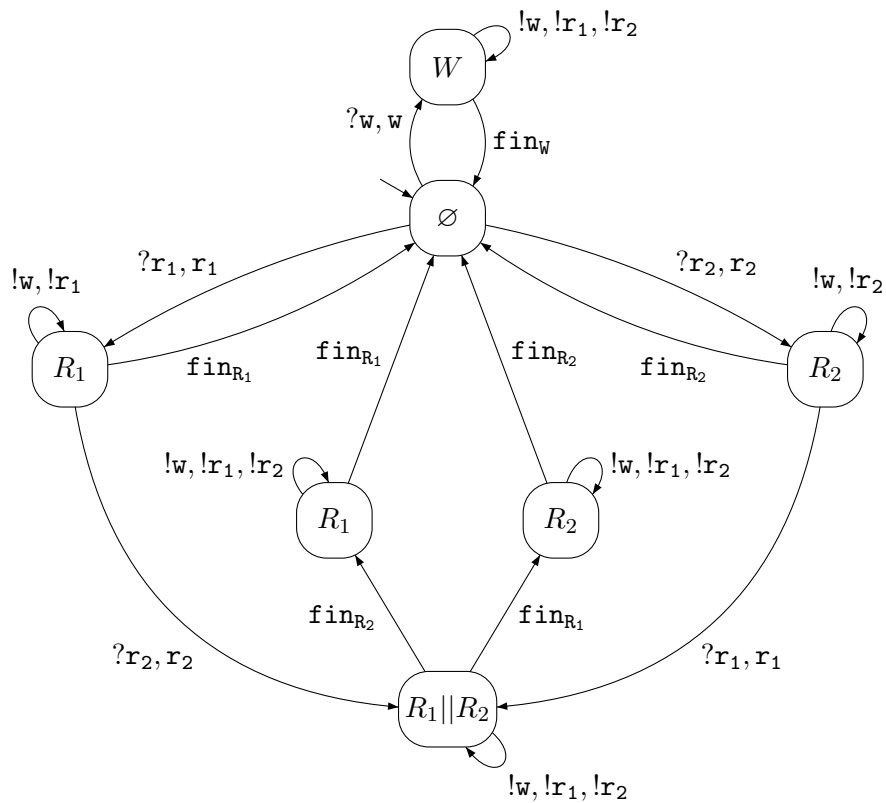 !w, !r₁, !r₂
W
?w, w
fin_W
∅
?r₁, r₁
?r₂, r₂
!w, !r₁
!w, !r₂
R₁
fin_R₁
fin_R₁
fin_R₂
fin_R₂
R₂
!w, !r₁, !r₂
R₁
R₂
!w, !r₁, !r₂
fin_R₂
fin_R₁
?r₂, r₂
?r₁, r₁
R₁||R₂
!w, !r₁, !r₂